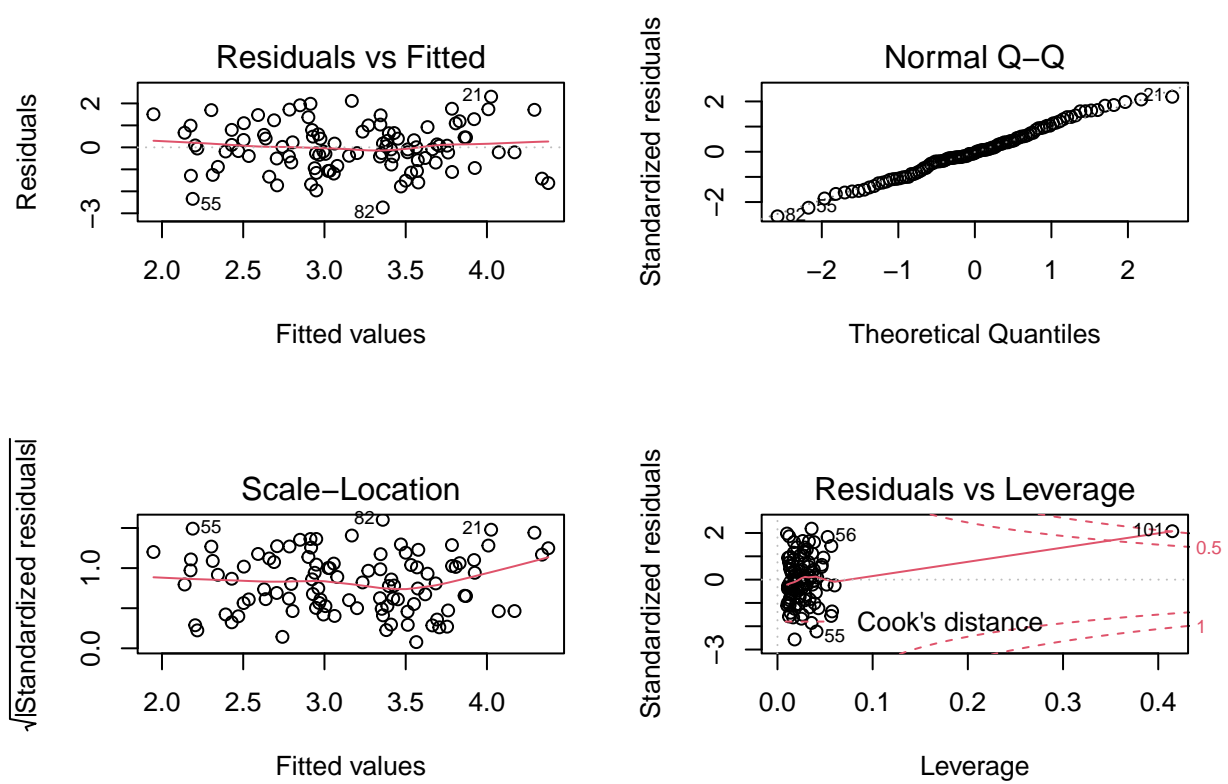 Residuals vs Fitted
Residuals
2
0
−3
21
55
82
2.0 2.5 3.0 3.5 4.0
Fitted values
Normal Q−Q
Standardized residuals
2
0
−2
21
55
82
−2 −1 0 1 2
Theoretical Quantiles
Scale−Location
√|Standardized residuals|
1.0
0.0
55
82
21
2.0 2.5 3.0 3.5 4.0
Fitted values
Residuals vs Leverage
Standardized residuals
2
0
−3
56
101
0.5
Cook's distance
1
55
0.0 0.1 0.2 0.3 0.4
Leverage